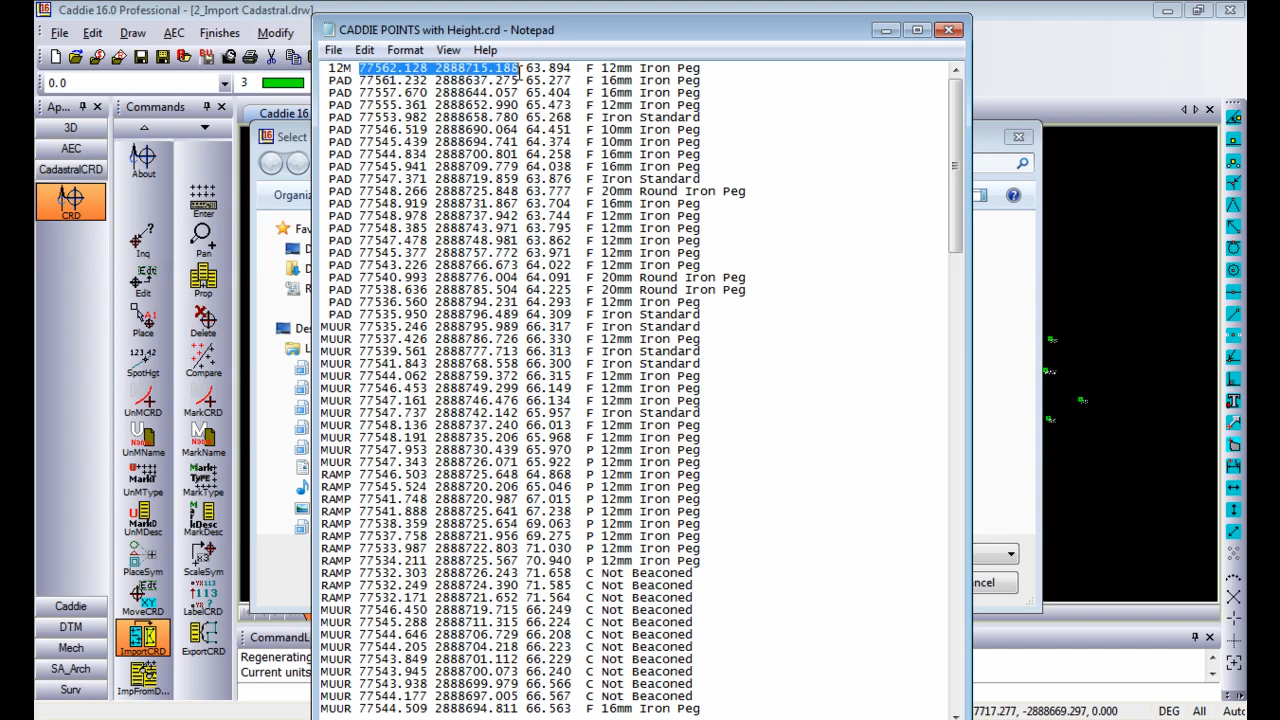 Caddie 16.0 Professional - [2_Import Cadastral.drw]
File Edit Draw AEC Finishes Modify
0.0
3
Ap...
3D
AEC
CadastralCRD
CRD
Caddie
DTM
Mech
SA_Arch
Surv
Commands
About
Enter
Inq
Pan
Edit
Prop
Place
Delete
SpotHgt
Compare
UnMCRD
MarkCRD
UnMName
MarkName
UnMType
MarkType
UnMDesc
MarkDesc
PlaceSym
ScaleSym
MoveCRD
LabelCRD
ImportCRD
ExportCRD
ImpFromD...
Caddie 16
Select
Organiz
Fav
D
D
R
Des
L
ncel
CommandL
Regenerating
Current units
7717.277, -2888669.297, 0.000
DEG
All
Auto
CADDIE POINTS with Height.crd - Notepad
File Edit Format View Help
12M 77562.128 2888715.186 63.894 F 12mm Iron Peg
PAD 77561.232 2888637.275 65.277 F 16mm Iron Peg
PAD 77557.670 2888644.057 65.404 F 16mm Iron Peg
PAD 77555.361 2888652.990 65.473 F 12mm Iron Peg
PAD 77553.982 2888658.780 65.268 F Iron Standard
PAD 77546.519 2888690.064 64.451 F 10mm Iron Peg
PAD 77545.439 2888694.741 64.374 F 10mm Iron Peg
PAD 77544.834 2888700.801 64.258 F 16mm Iron Peg
PAD 77545.941 2888709.779 64.038 F 16mm Iron Peg
PAD 77547.371 2888719.859 63.876 F Iron Standard
PAD 77548.266 2888725.848 63.777 F 20mm Round Iron Peg
PAD 77548.919 2888731.867 63.704 F 16mm Iron Peg
PAD 77548.978 2888737.942 63.744 F 12mm Iron Peg
PAD 77548.385 2888743.971 63.795 F 12mm Iron Peg
PAD 77547.478 2888748.981 63.862 F 12mm Iron Peg
PAD 77545.377 2888757.772 63.971 F 12mm Iron Peg
PAD 77543.226 2888766.673 64.022 F 12mm Iron Peg
PAD 77540.993 2888776.004 64.091 F 20mm Round Iron Peg
PAD 77538.636 2888785.504 64.225 F 20mm Round Iron Peg
PAD 77536.560 2888794.231 64.293 F 12mm Iron Peg
PAD 77535.950 2888796.489 64.309 F Iron Standard
MUUR 77535.246 2888795.989 66.317 F Iron Standard
MUUR 77537.426 2888786.726 66.330 F 12mm Iron Peg
MUUR 77539.561 2888777.713 66.313 F Iron Standard
MUUR 77541.843 2888768.558 66.300 F Iron Standard
MUUR 77544.062 2888759.372 66.315 F 12mm Iron Peg
MUUR 77546.453 2888749.299 66.149 F 12mm Iron Peg
MUUR 77547.161 2888746.476 66.134 F 12mm Iron Peg
MUUR 77547.737 2888742.142 65.957 F Iron Standard
MUUR 77548.136 2888737.240 66.013 F 12mm Iron Peg
MUUR 77548.191 2888735.206 65.968 P 12mm Iron Peg
MUUR 77547.953 2888730.439 65.970 P 12mm Iron Peg
MUUR 77547.343 2888726.071 65.922 P 12mm Iron Peg
RAMP 77546.503 2888725.648 64.868 P 12mm Iron Peg
RAMP 77545.524 2888720.206 65.046 P 12mm Iron Peg
RAMP 77541.748 2888720.987 67.015 P 12mm Iron Peg
RAMP 77541.888 2888725.641 67.238 P 12mm Iron Peg
RAMP 77538.359 2888725.654 69.063 P 12mm Iron Peg
RAMP 77537.758 2888721.956 69.275 P 12mm Iron Peg
RAMP 77533.987 2888722.803 71.030 P 12mm Iron Peg
RAMP 77534.211 2888725.567 70.940 P 12mm Iron Peg
RAMP 77532.303 2888726.243 71.658 C Not Beaconed
RAMP 77532.249 2888724.390 71.585 C Not Beaconed
RAMP 77532.171 2888721.652 71.564 C Not Beaconed
MUUR 77546.450 2888719.715 66.249 C Not Beaconed
MUUR 77545.288 2888711.315 66.224 C Not Beaconed
MUUR 77544.646 2888706.729 66.208 C Not Beaconed
MUUR 77544.205 2888704.218 66.223 C Not Beaconed
MUUR 77543.849 2888701.112 66.229 C Not Beaconed
MUUR 77543.945 2888700.073 66.240 C Not Beaconed
MUUR 77543.938 2888699.979 66.566 C Not Beaconed
MUUR 77544.177 2888697.005 66.567 C Not Beaconed
MUUR 77544.509 2888694.811 66.563 F 16mm Iron Peg